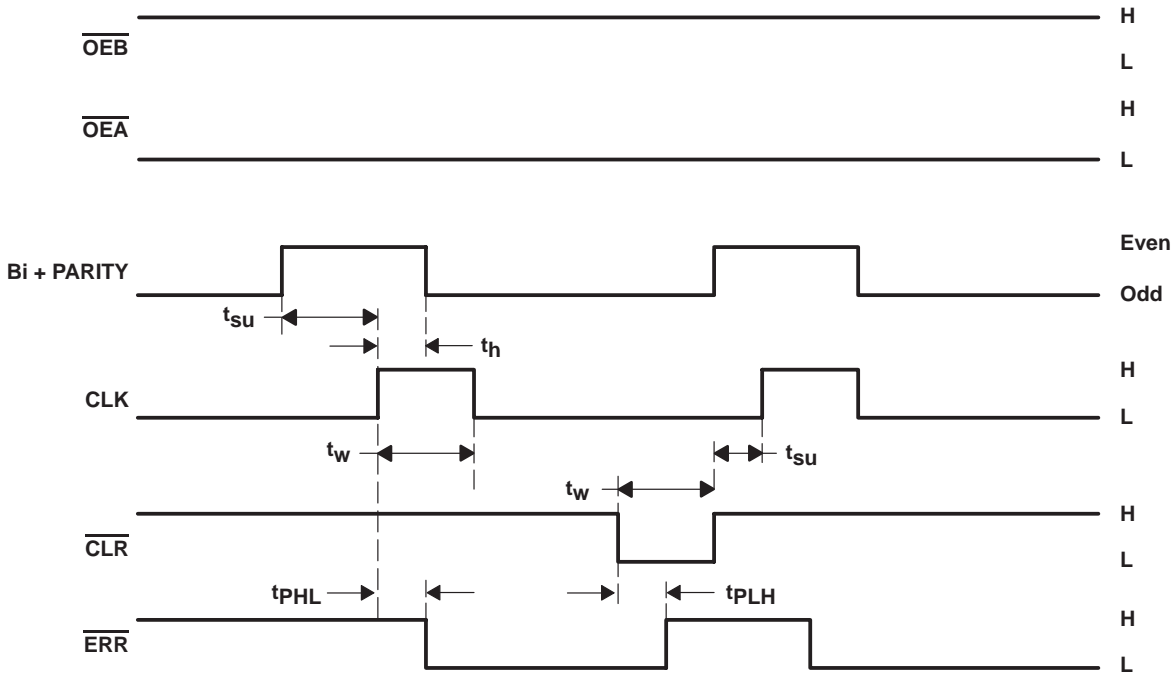 OEB
H
L
OEA
H
L
Bi + PARITY
Even
Odd
tsu
th
CLK
H
L
tw
tsu
tw
CLR
H
L
tPHL
tPLH
ERR
H
L